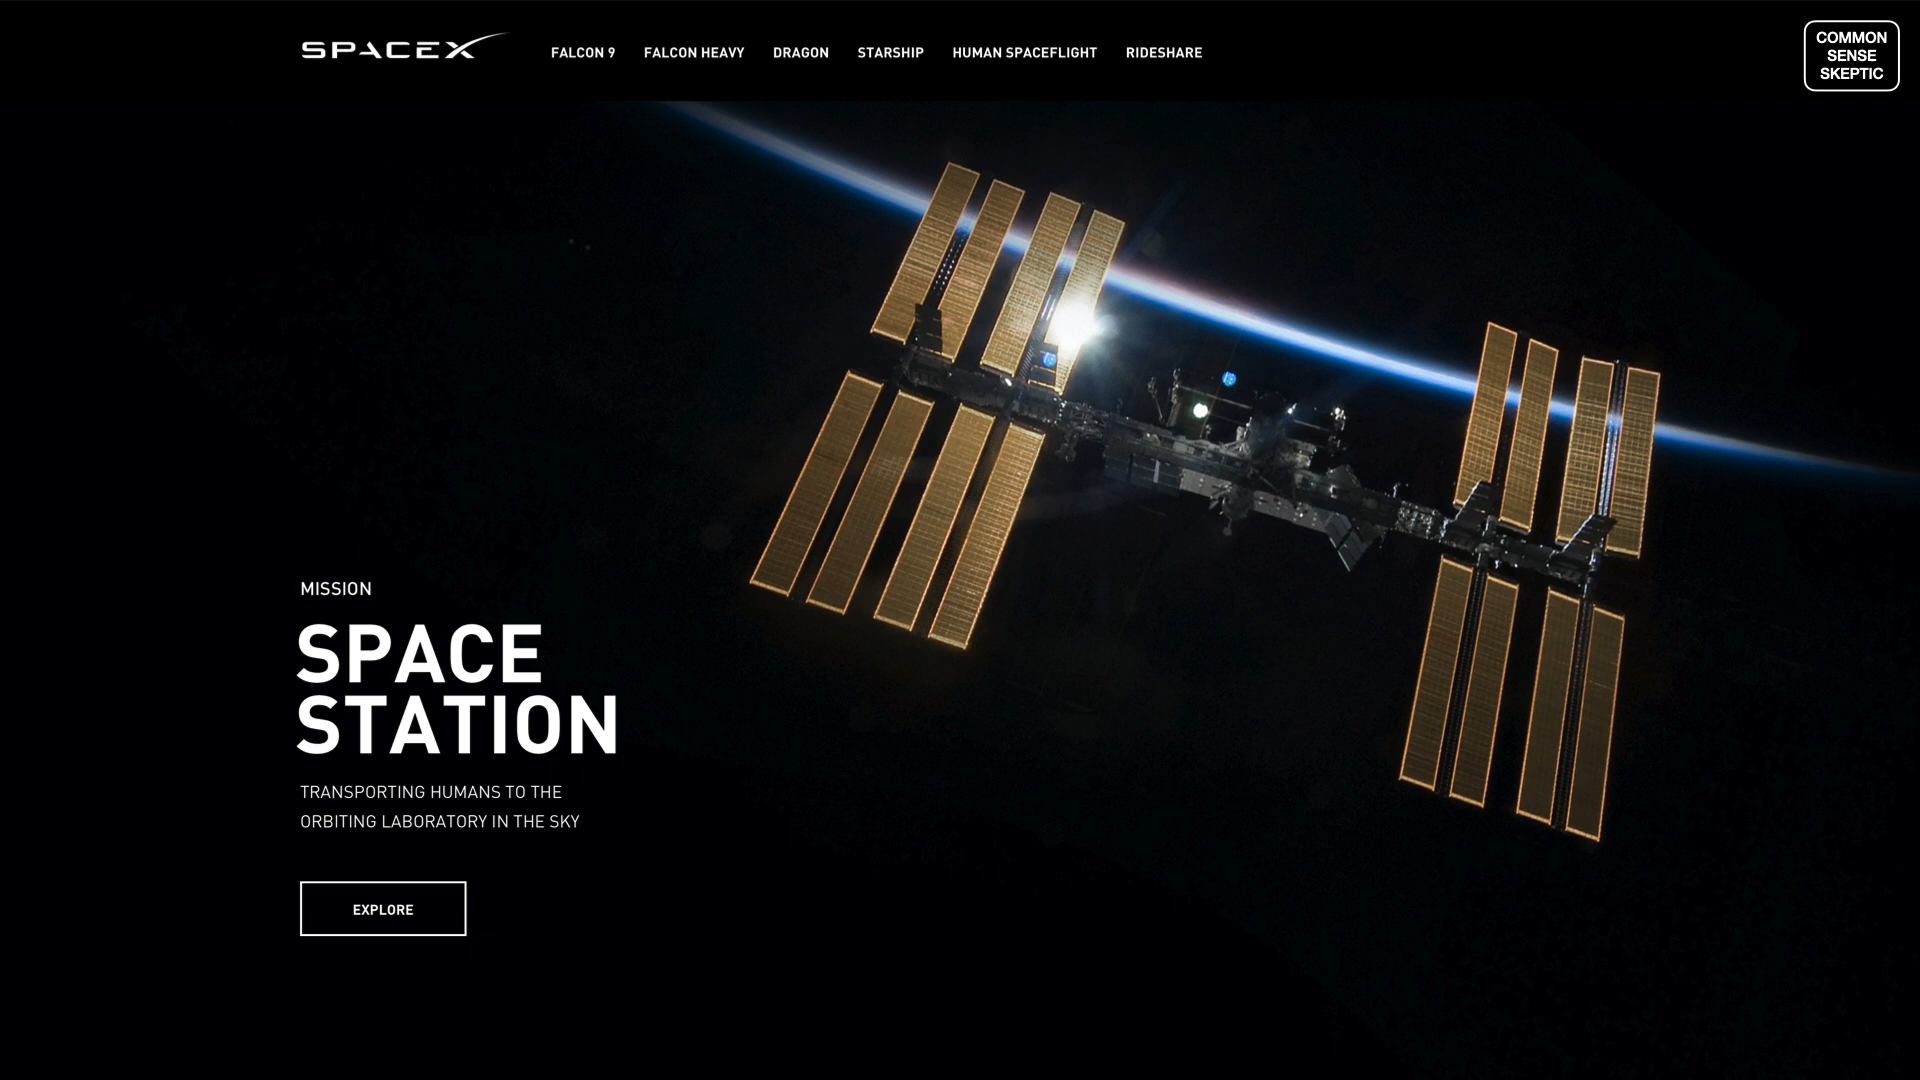 SPACEX
FALCON 9 FALCON HEAVY DRAGON STARSHIP HUMAN SPACEFLIGHT RIDESHARE
COMMON
SENSE
SKEPTIC
MISSION
SPACE
STATION
TRANSPORTING HUMANS TO THE
ORBITING LABORATORY IN THE SKY
EXPLORE